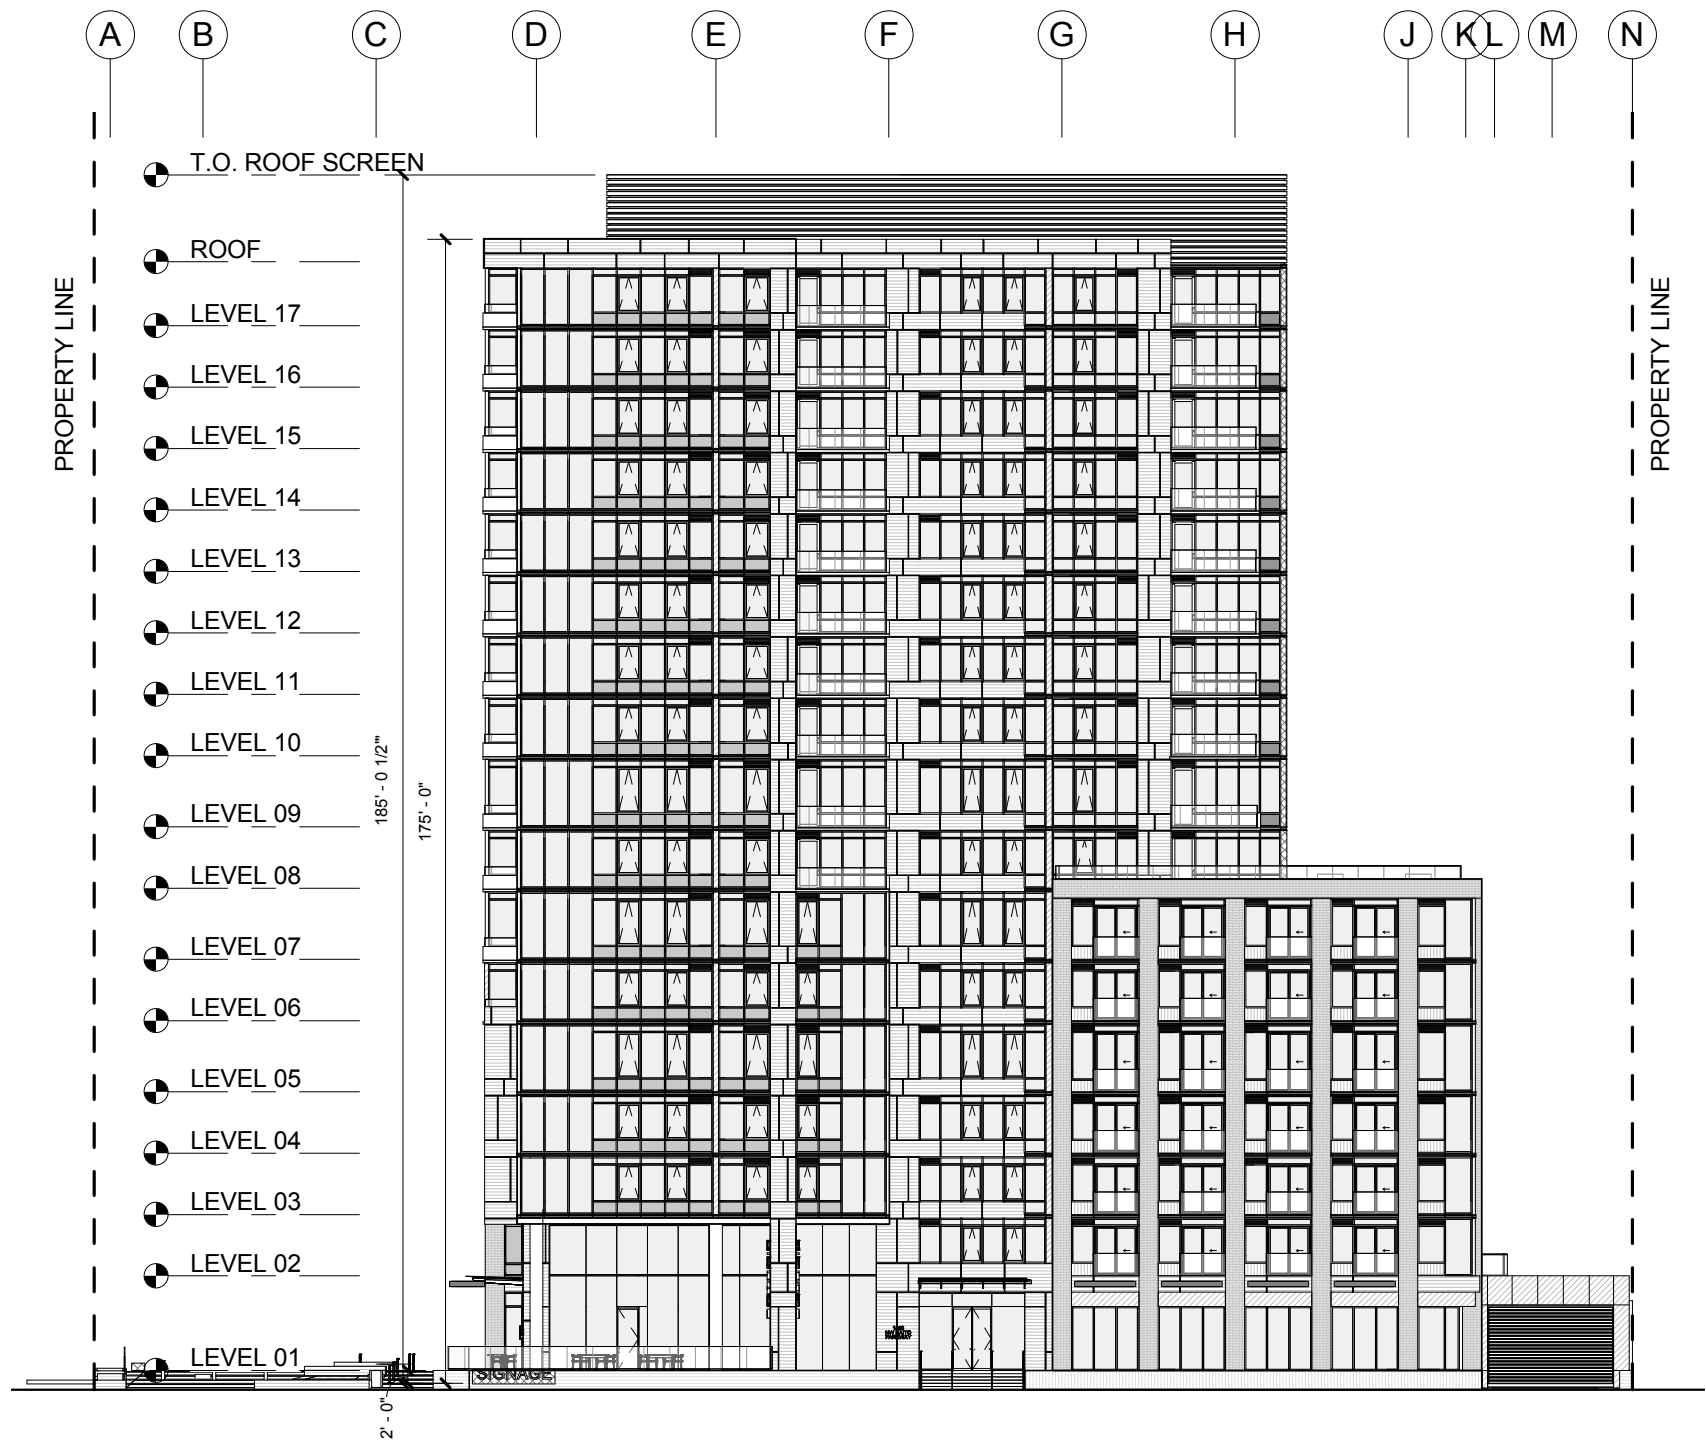 A B C D E F G H J K L M N
T.O. ROOF SCREEN
ROOF
LEVEL 17
LEVEL 16
LEVEL 15
LEVEL 14
LEVEL 13
LEVEL 12
LEVEL 11
LEVEL 10
LEVEL 09
LEVEL 08
LEVEL 07
LEVEL 06
LEVEL 05
LEVEL 04
LEVEL 03
LEVEL 02
LEVEL 01
PROPERTY LINE
PROPERTY LINE
185' - 0 1/2"
175' - 0"
2' - 0"
SIGNAGE